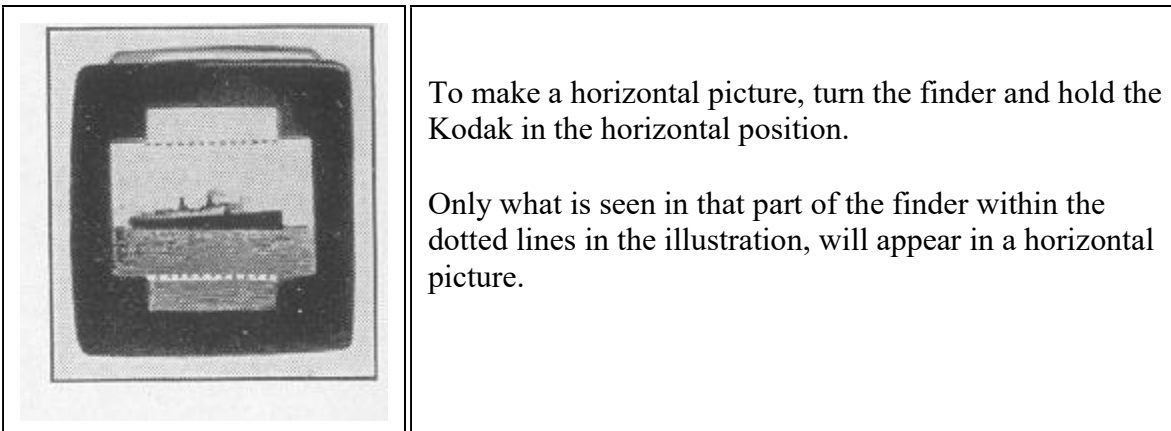 To make a horizontal picture, turn the finder and hold the
Kodak in the horizontal position.
Only what is seen in that part of the finder within the
dotted lines in the illustration, will appear in a horizontal
picture.